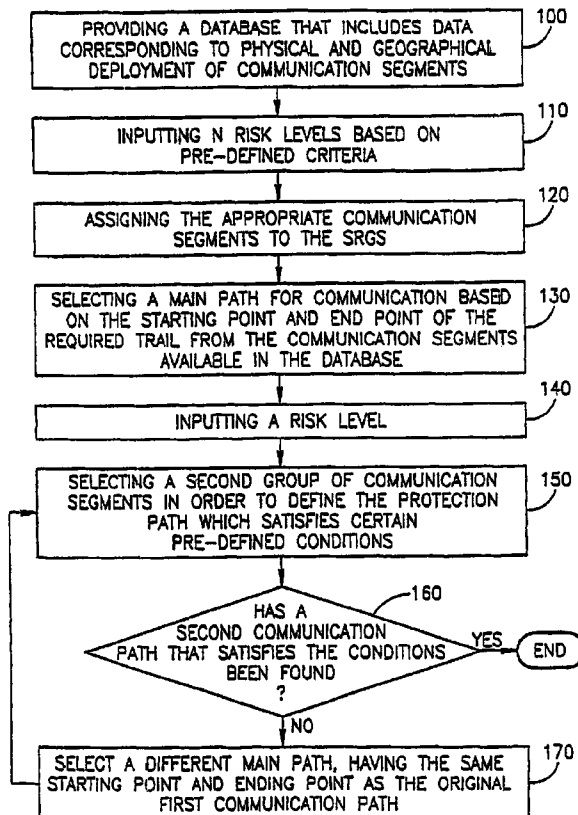 PROVIDING A DATABASE THAT INCLUDES DATA
CORRESPONDING TO PHYSICAL AND GEOGRAPHICAL
DEPLOYMENT OF COMMUNICATION SEGMENTS
100
INPUTTING N RISK LEVELS BASED ON
PRE-DEFINED CRITERIA
110
ASSIGNING THE APPROPRIATE COMMUNICATION
SEGMENTS TO THE SRGS
120
SELECTING A MAIN PATH FOR COMMUNICATION BASED
ON THE STARTING POINT AND END POINT OF THE
REQUIRED TRAIL FROM THE COMMUNICATION SEGMENTS
AVAILABLE IN THE DATABASE
130
INPUTTING A RISK LEVEL
140
SELECTING A SECOND GROUP OF COMMUNICATION
SEGMENTS IN ORDER TO DEFINE THE PROTECTION
PATH WHICH SATISFIES CERTAIN
PRE-DEFINED CONDITIONS
150
HAS A
SECOND COMMUNICATION
PATH THAT SATISFIES THE CONDITIONS
BEEN FOUND
?
160
YES
END
NO
SELECT A DIFFERENT MAIN PATH, HAVING THE SAME
STARTING POINT AND ENDING POINT AS THE ORIGINAL
FIRST COMMUNICATION PATH
170